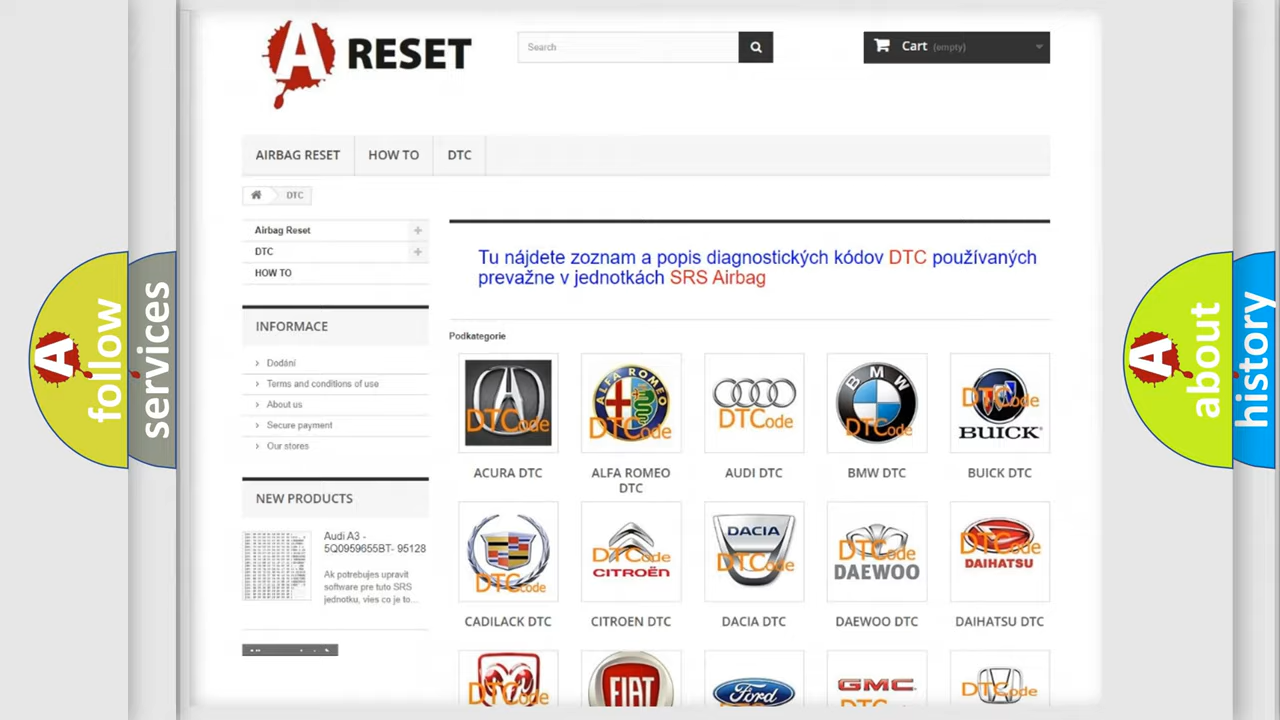 A RESET
Search
Cart (empty)
AIRBAG RESET
HOW TO
DTC
DTC
Airbag Reset
DTC
HOW TO
INFORMACE
Dodání
Terms and conditions of use
About us
Secure payment
Our stores
NEW PRODUCTS
Audi A3 -
5Q0959655BT- 95128
Ak potrebujes upravit
software pre tuto SRS
jednotku, vies co je to...
Tu nájdete zoznam a popis diagnostických kódov DTC používaných
prevažne v jednotkách SRS Airbag
Podkategorie
DTCode
ALFA ROMEO
DTCode
DTCode
BMW
DTCode
DTCode
BUICK
ACURA DTC
ALFA ROMEO
DTC
AUDI DTC
BMW DTC
BUICK DTC
DTCode
DTCode
CITROËN
DACIA
DTCode
DTCode
DAEWOO
DTCode
DAIHATSU
CADILACK DTC
CITROEN DTC
DACIA DTC
DAEWOO DTC
DAIHATSU DTC
DTCode
FIAT
Ford
GMC
DTCode
A follow
services
A about
history